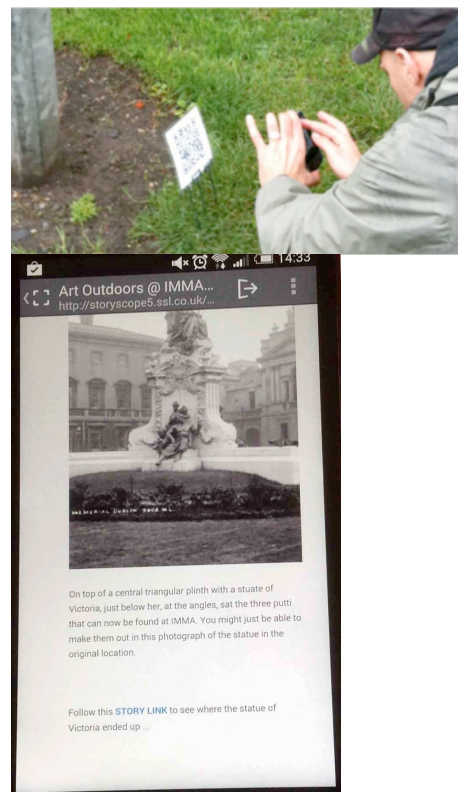 14:33
Art Outdoors @ IMMA...
http://storyscope5.ssl.co.uk/...
MEMORIAL DUBLIN
W.L.
On top of a central triangular plinth with a stuate of
Victoria, just below her, at the angles, sat the three putti
that can now be found at IMMA. You might just be able to
make them out in this photograph of the statue in the
original location.
Follow this STORY LINK to see where the statue of
Victoria ended up ...